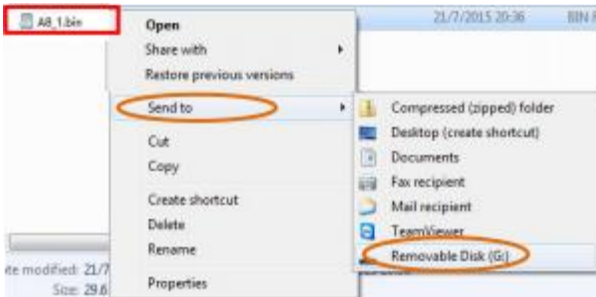 A8_1.bin
21/7/2015 20:36
BIN
Open
Share with
Restore previous versions
Send to
Cut
Copy
Create shortcut
Delete
Rename
Properties
Compressed (zipped) folder
Desktop (create shortcut)
Documents
Fax recipient
Mail recipient
TeamViewer
Removable Disk (G:)
te modified: 21/7
Size: 29.6